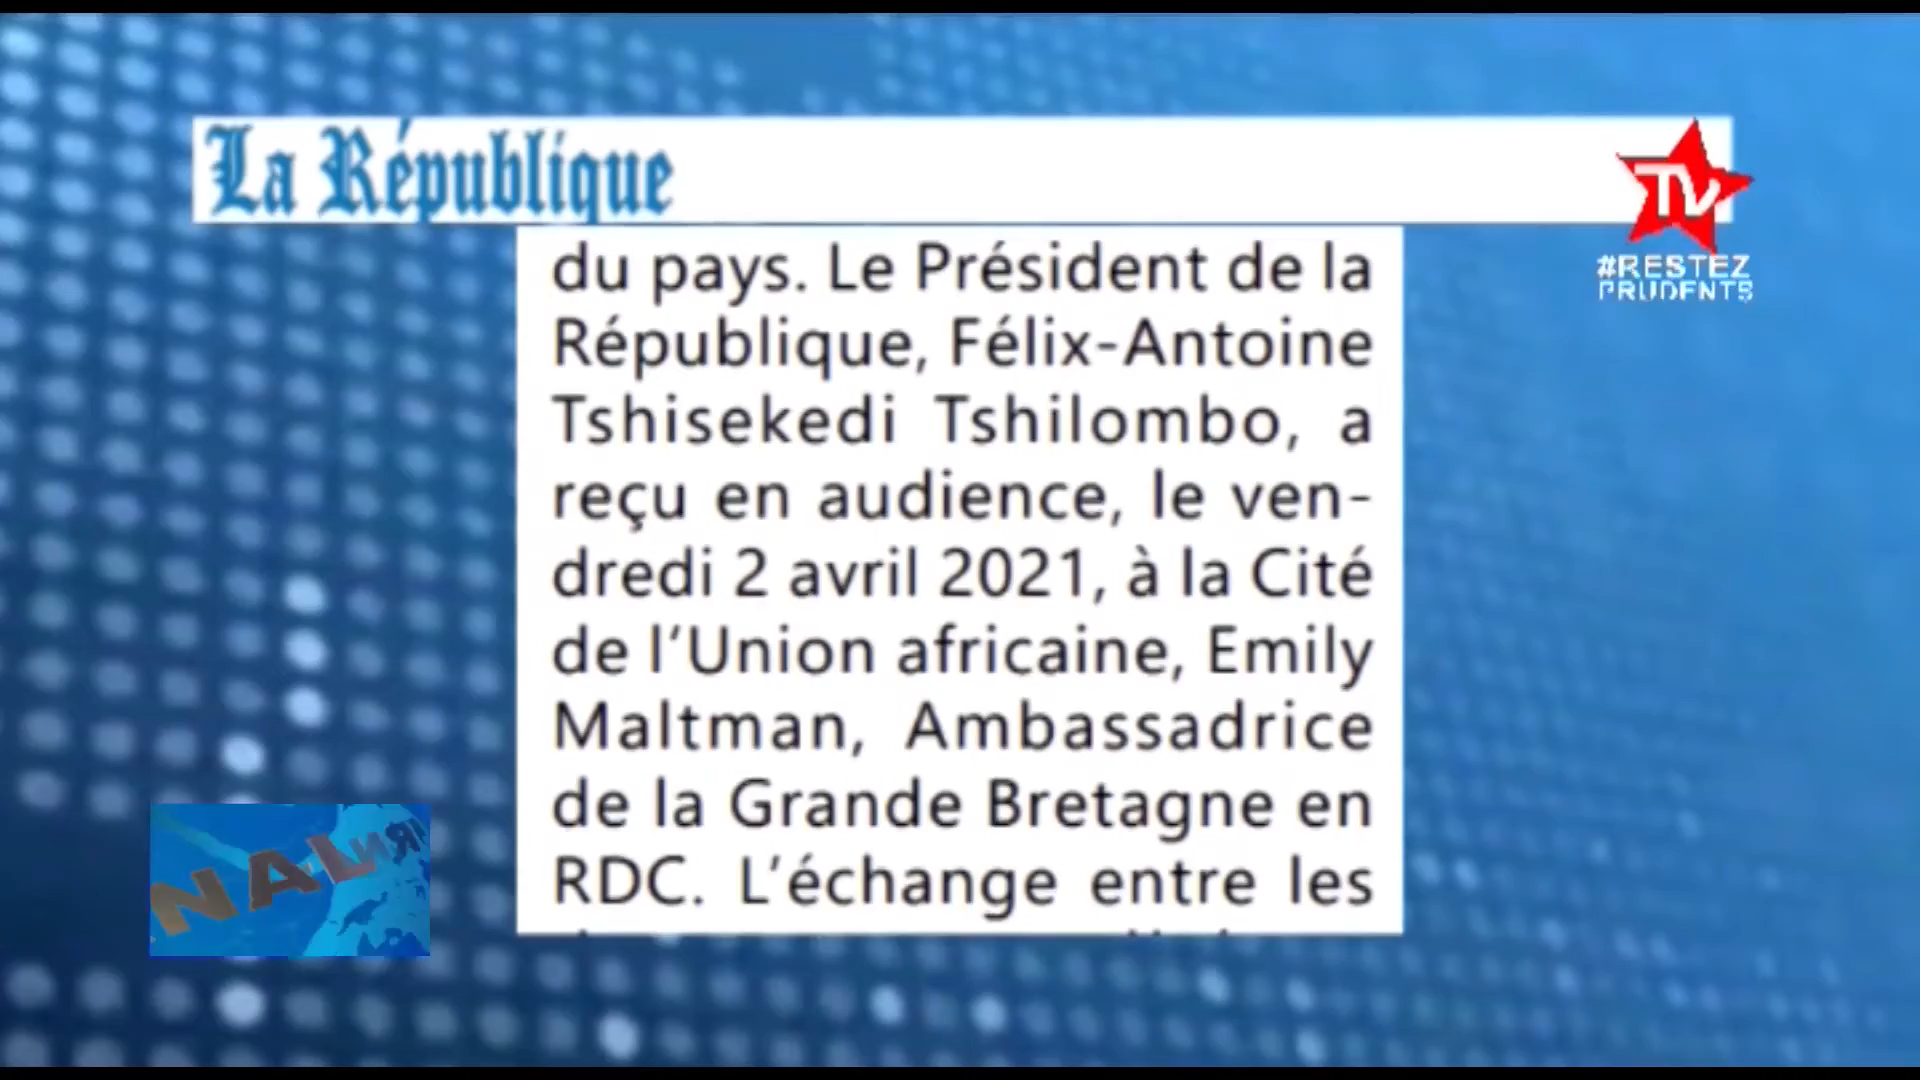 La République
TV
#RESTEZ
PRUDENTS
du pays. Le Président de la
République, Félix-Antoine
Tshisekedi Tshilombo, a
reçu en audience, le ven-
dredi 2 avril 2021, à la Cité
de l’Union africaine, Emily
Maltman, Ambassadrice
de la Grande Bretagne en
RDC. L’échange entre les
NAL